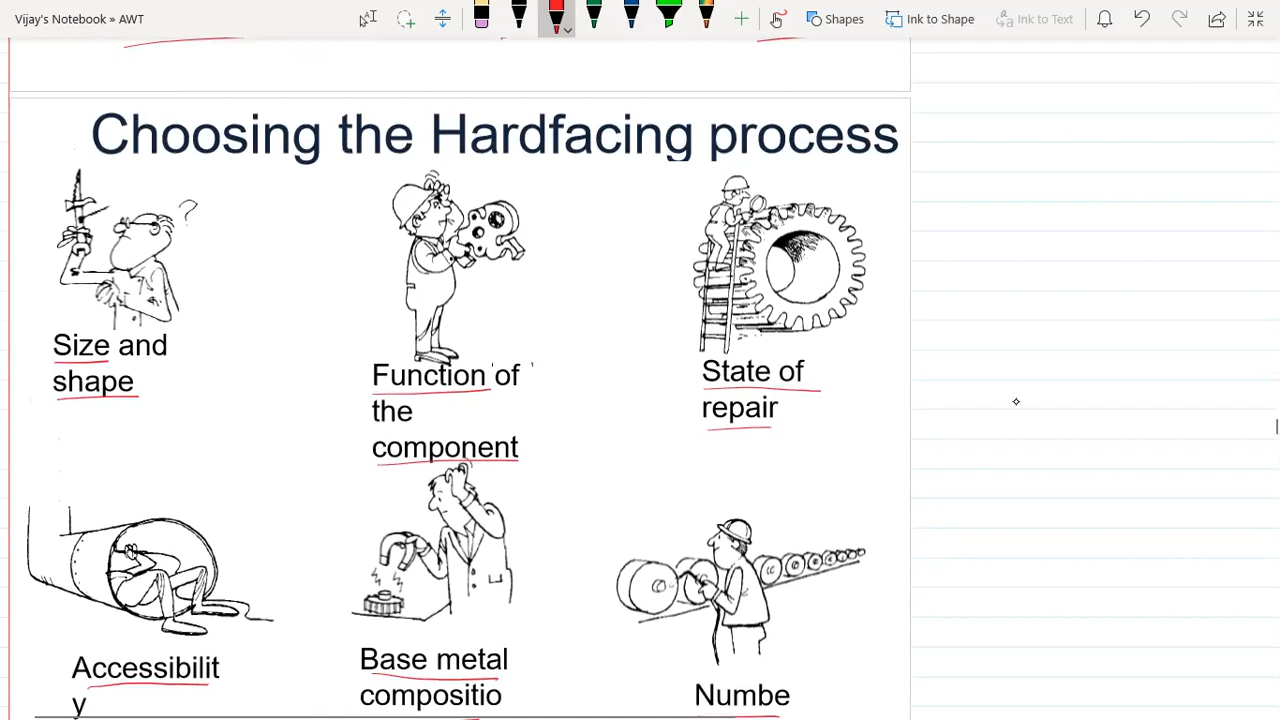 Vijay's Notebook » AWT
Shapes
Ink to Shape
Ink to Text
Choosing the Hardfacing process
?
Size and
shape
Function of
the
component
State of
repair
Accessibilit
y
Base metal
compositio
Numbe